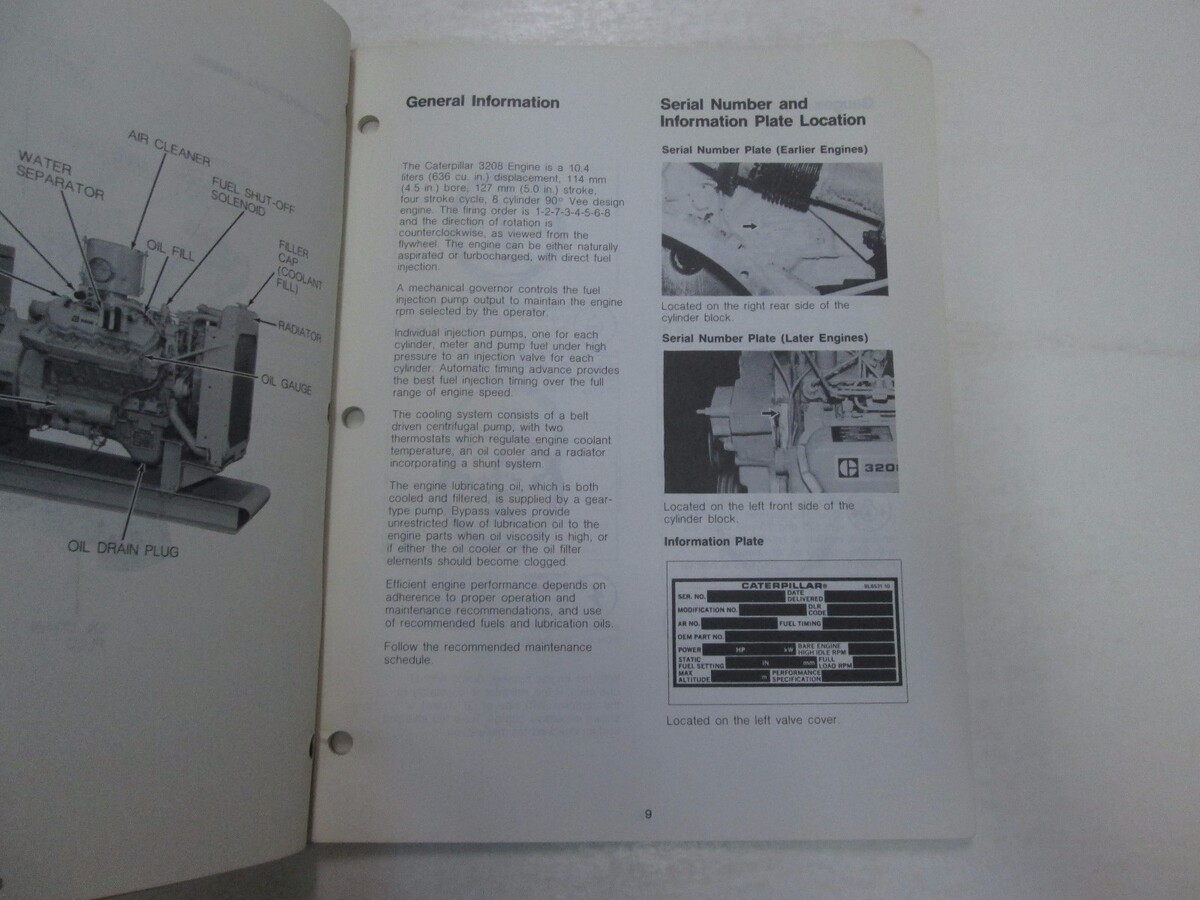 AIR CLEANER
WATER
SEPARATOR
FUEL SHUT-OFF
SOLENOID
OIL FILL
FILLER
CAP
(COOLANT
FILL)
RADIATOR
OIL GAUGE
OIL DRAIN PLUG
General Information
The Caterpillar 3208 Engine is a 10.4
liters (636 cu. in.) displacement, 114 mm
(4.5 in.) bore, 127 mm (5.0 in.) stroke,
four stroke cycle, 8 cylinder 90° Vee design
engine. The firing order is 1-2-7-3-4-5-6-8
and the direction of rotation is
counterclockwise, as viewed from the
flywheel. The engine can be either naturally
aspirated or turbocharged, with direct fuel
injection.
A mechanical governor controls the fuel
injection pump output to maintain the engine
rpm selected by the operator.
Individual injection pumps, one for each
cylinder, meter and pump fuel under high
pressure to an injection valve for each
cylinder. Automatic timing advance provides
the best fuel injection timing over the full
range of engine speed.
The cooling system consists of a belt
driven centrifugal pump, with two
thermostats which regulate engine coolant
temperature, an oil cooler and a radiator
incorporating a shunt system.
The engine lubricating oil, which is both
cooled and filtered, is supplied by a gear-
type pump. Bypass valves provide
unrestricted flow of lubrication oil to the
engine parts when oil viscosity is high, or
if either the oil cooler or the oil filter
elements should become clogged.
Efficient engine performance depends on
adherence to proper operation and
maintenance recommendations, and use
of recommended fuels and lubrication oils.
Follow the recommended maintenance
schedule.
Serial Number and
Information Plate Location
Serial Number Plate (Earlier Engines)
Located on the right rear side of the
cylinder block.
Serial Number Plate (Later Engines)
320
Located on the left front side of the
cylinder block.
Information Plate
CATERPILLAR®
SER. NO. DATE DELIVERED
MODIFICATION NO. DLR CODE
AR NO. FUEL TIMING
OEM PART NO.
POWER HP kW BARE ENGINE HIGH IDLE RPM
STATIC FUEL SETTING IN mm FULL LOAD RPM
MAX ALTITUDE m PERFORMANCE SPECIFICATION
Located on the left valve cover.
9